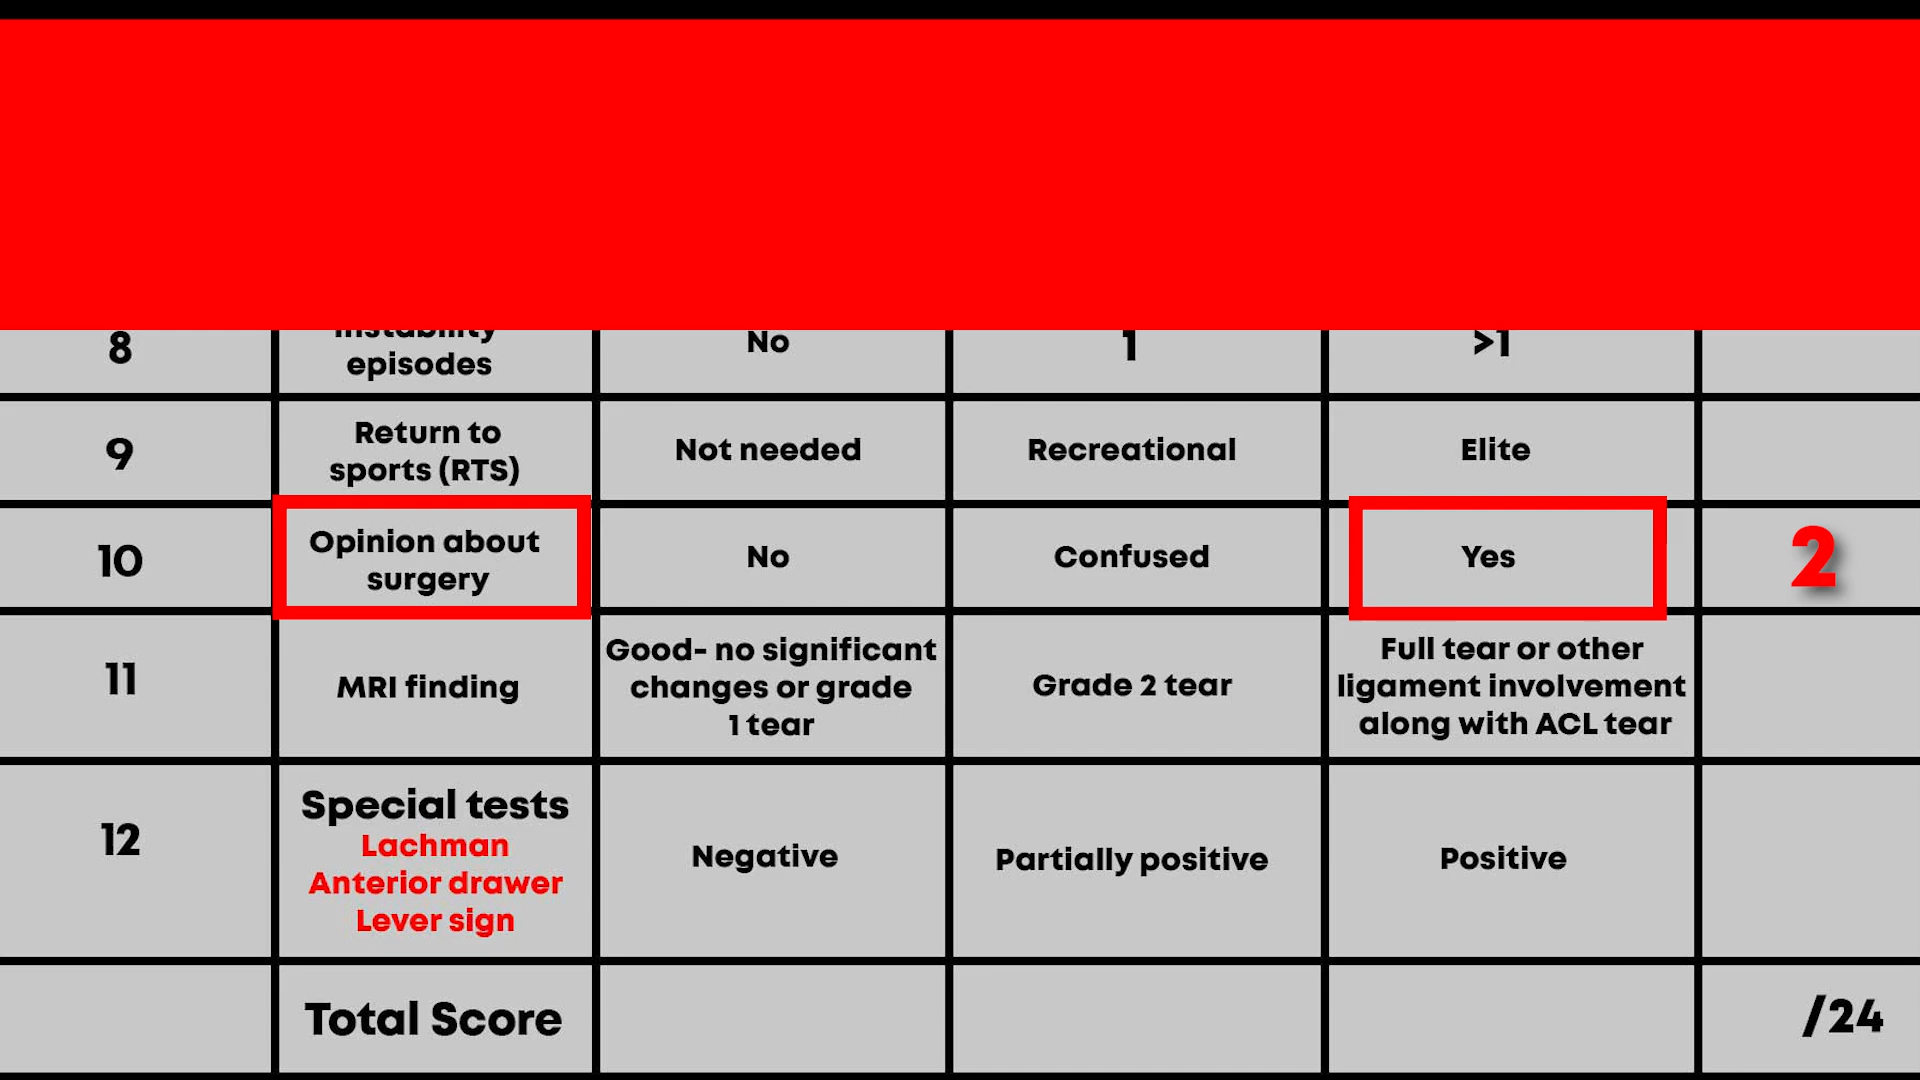 8
instability
episodes
No
1
>1
9
Return to
sports (RTS)
Not needed
Recreational
Elite
10
Opinion about
surgery
No
Confused
Yes
2
11
MRI finding
Good- no significant
changes or grade
1 tear
Grade 2 tear
Full tear or other
ligament involvement
along with ACL tear
12
Special tests
Lachman
Anterior drawer
Lever sign
Negative
Partially positive
Positive
Total Score
/24